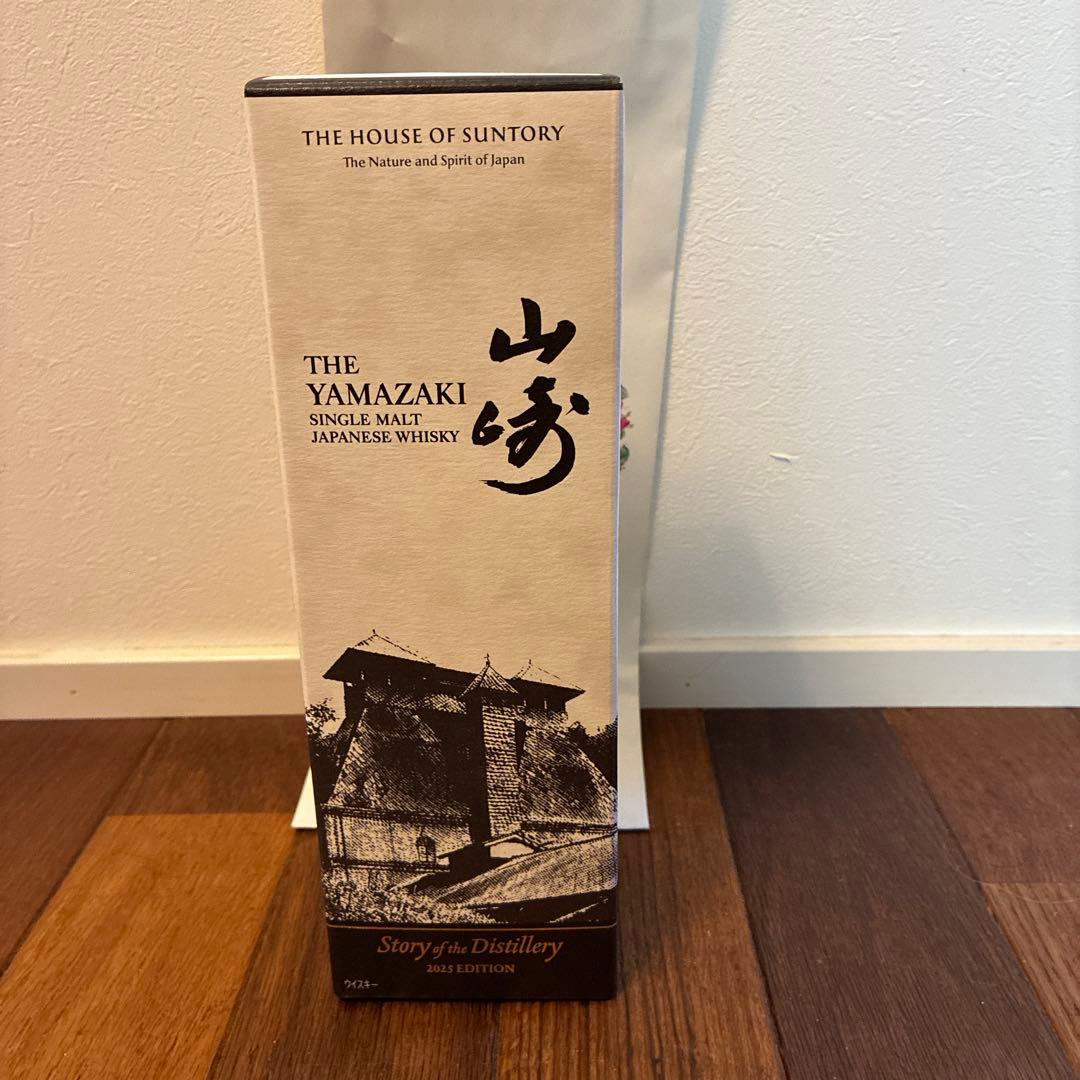 THE HOUSE OF SUNTORY
The Nature and Spirit of Japan
山崎
THE
YAMAZAKI
SINGLE MALT
JAPANESE WHISKY
Story of the Distillery
2025 EDITION
ウイスキー